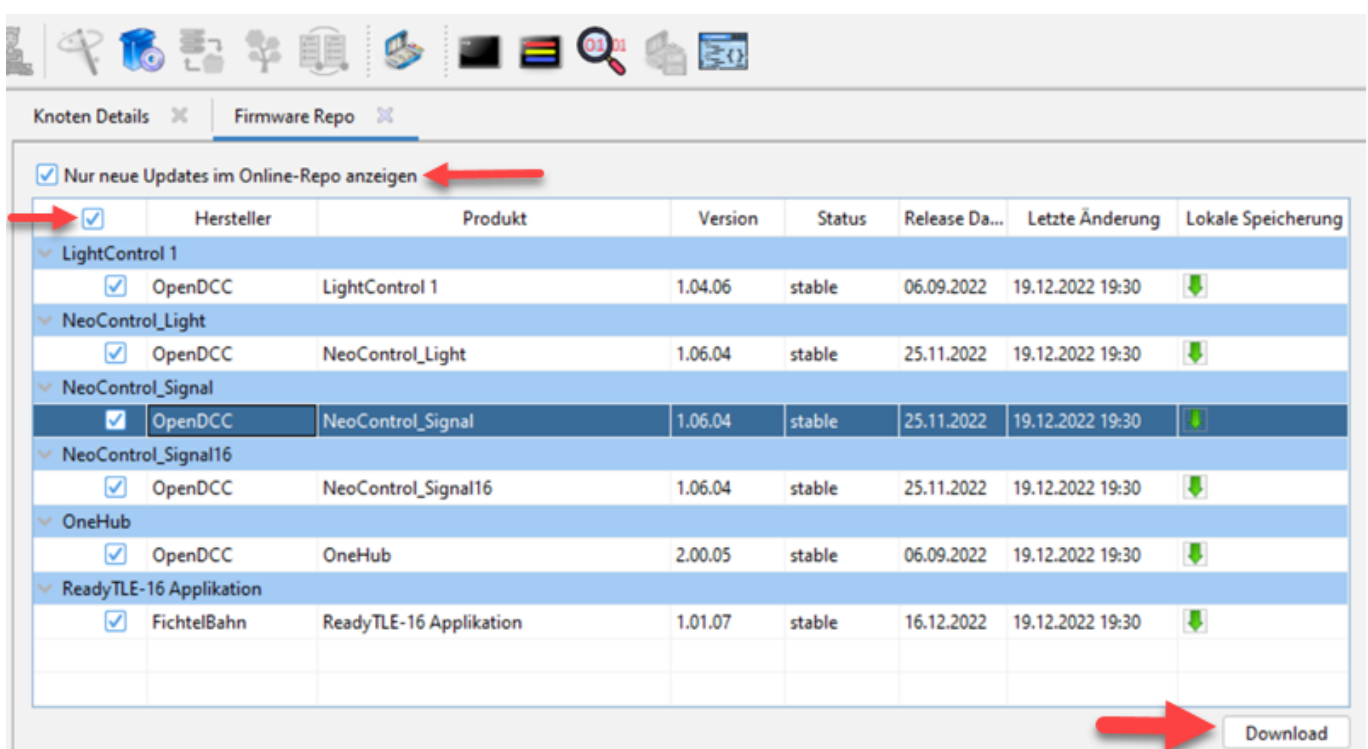 01 01
Knoten Details Firmware Repo
Nur neue Updates im Online-Repo anzeigen
Hersteller Produkt Version Status Release Da... Letzte Änderung Lokale Speicherung
LightControl 1
OpenDCC LightControl 1 1.04.06 stable 06.09.2022 19.12.2022 19:30
NeoControl_Light
OpenDCC NeoControl_Light 1.06.04 stable 25.11.2022 19.12.2022 19:30
NeoControl_Signal
OpenDCC NeoControl_Signal 1.06.04 stable 25.11.2022 19.12.2022 19:30
NeoControl_Signal16
OpenDCC NeoControl_Signal16 1.06.04 stable 25.11.2022 19.12.2022 19:30
OneHub
OpenDCC OneHub 2.00.05 stable 06.09.2022 19.12.2022 19:30
ReadyTLE-16 Applikation
FichtelBahn ReadyTLE-16 Applikation 1.01.07 stable 16.12.2022 19.12.2022 19:30
Download